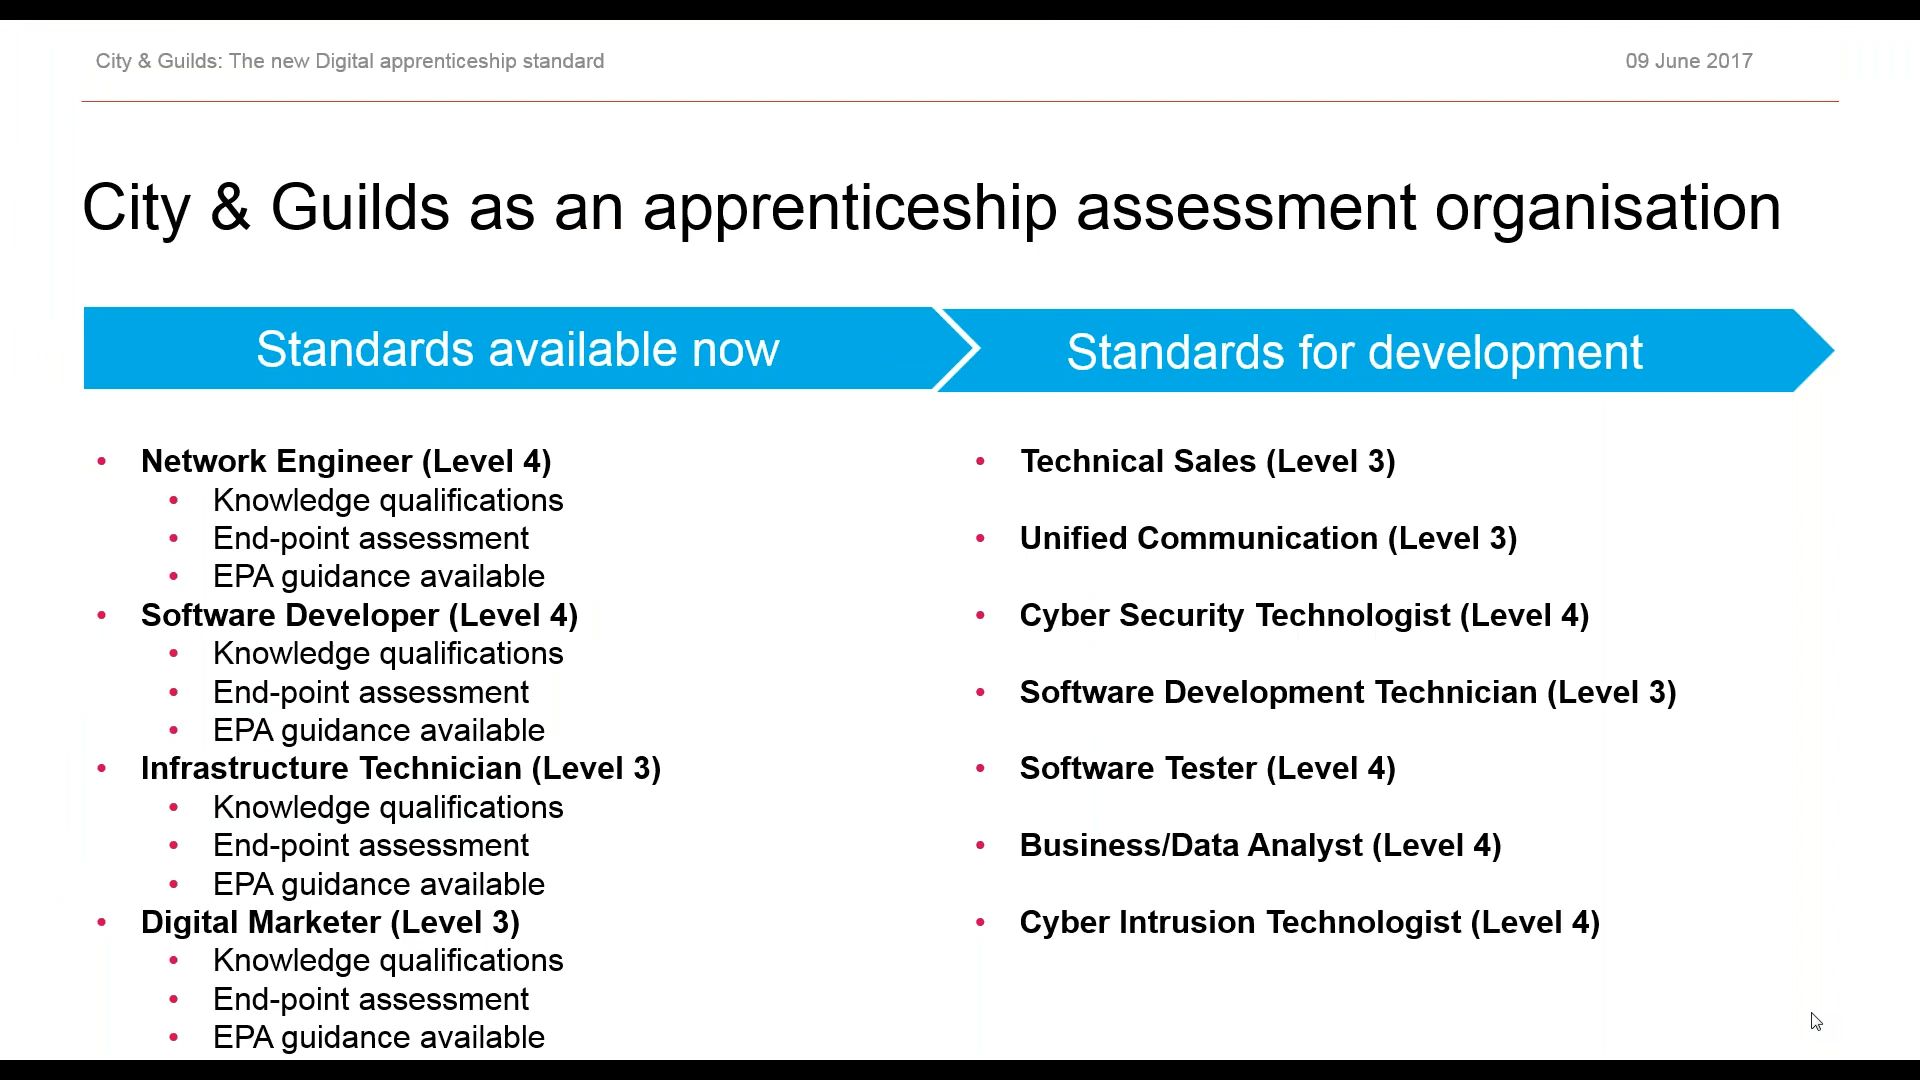 City & Guilds: The new Digital apprenticeship standard
09 June 2017
City & Guilds as an apprenticeship assessment organisation
Standards available now
• Network Engineer (Level 4)
• Knowledge qualifications
• End-point assessment
• EPA guidance available
• Software Developer (Level 4)
• Knowledge qualifications
• End-point assessment
• EPA guidance available
• Infrastructure Technician (Level 3)
• Knowledge qualifications
• End-point assessment
• EPA guidance available
• Digital Marketer (Level 3)
• Knowledge qualifications
• End-point assessment
• EPA guidance available
Standards for development
• Technical Sales (Level 3)
• Unified Communication (Level 3)
• Cyber Security Technologist (Level 4)
• Software Development Technician (Level 3)
• Software Tester (Level 4)
• Business/Data Analyst (Level 4)
• Cyber Intrusion Technologist (Level 4)